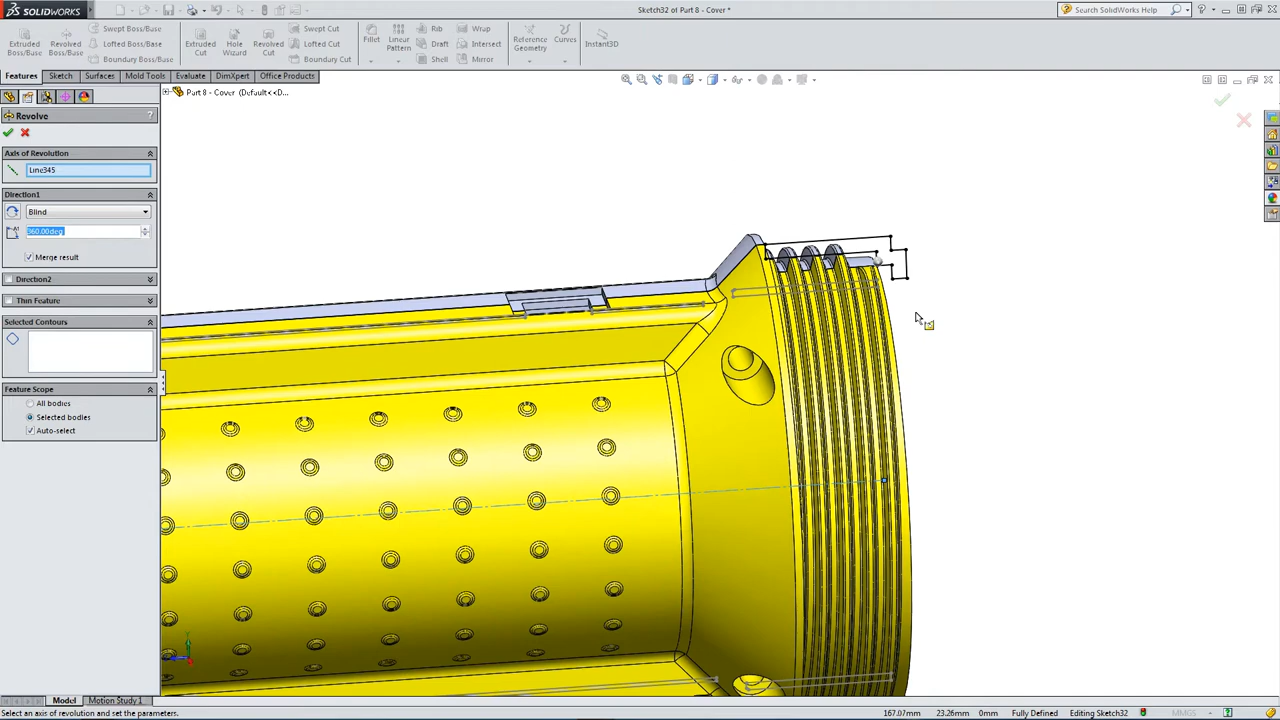 SOLIDWORKS
Sketch32 of Part 8 - Cover *
Search SolidWorks Help
Extruded Boss/Base
Revolved Boss/Base
Swept Boss/Base
Lofted Boss/Base
Boundary Boss/Base
Extruded Cut
Hole Wizard
Revolved Cut
Swept Cut
Lofted Cut
Boundary Cut
Fillet
Linear Pattern
Rib
Draft
Shell
Wrap
Intersect
Mirror
Reference Geometry
Curves
Instant3D
Features
Sketch
Surfaces
Mold Tools
Evaluate
DimXpert
Office Products
Part 8 - Cover (Default<<D...
Revolve
?
Axis of Revolution
Line345
Direction1
Blind
360.00deg
Merge result
Direction2
Thin Feature
Selected Contours
Feature Scope
All bodies
Selected bodies
Auto-select
Model
Motion Study 1
Select an axis of revolution and set the parameters.
167.07mm
23.26mm
0mm
Fully Defined
Editing Sketch32
MMGS